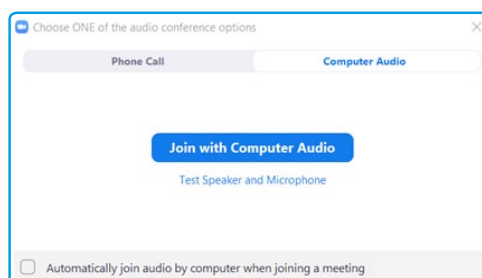 Choose ONE of the audio conference options
Phone Call
Computer Audio
Join with Computer Audio
Test Speaker and Microphone
Automatically join audio by computer when joining a meeting